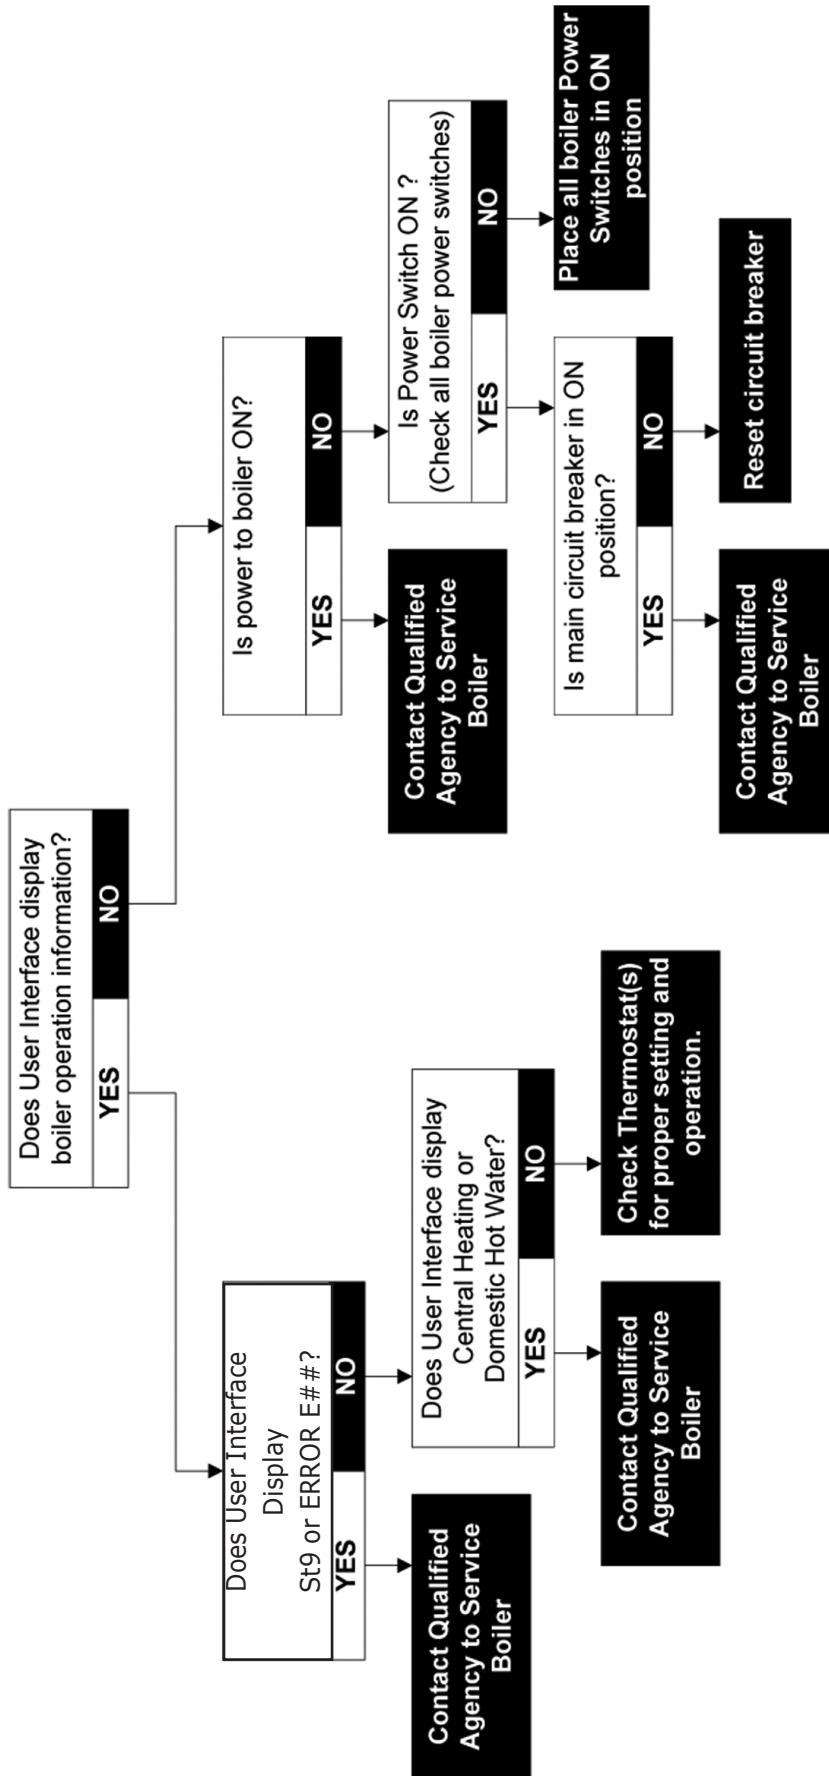 Does User Interface display
boiler operation information?
YES
NO
Does User Interface
Display
St9 or ERROR E##?
YES
NO
Is power to boiler ON?
YES
NO
Contact Qualified
Agency to Service
Boiler
Does User Interface display
Central Heating or
Domestic Hot Water?
YES
NO
Contact Qualified
Agency to Service
Boiler
Is Power Switch ON ?
(Check all boiler power switches)
YES
NO
Contact Qualified
Agency to Service
Boiler
Check Thermostat(s)
for proper setting and
operation.
Is main circuit breaker in ON
position?
YES
NO
Place all boiler Power
Switches in ON
position
Contact Qualified
Agency to Service
Boiler
Reset circuit breaker